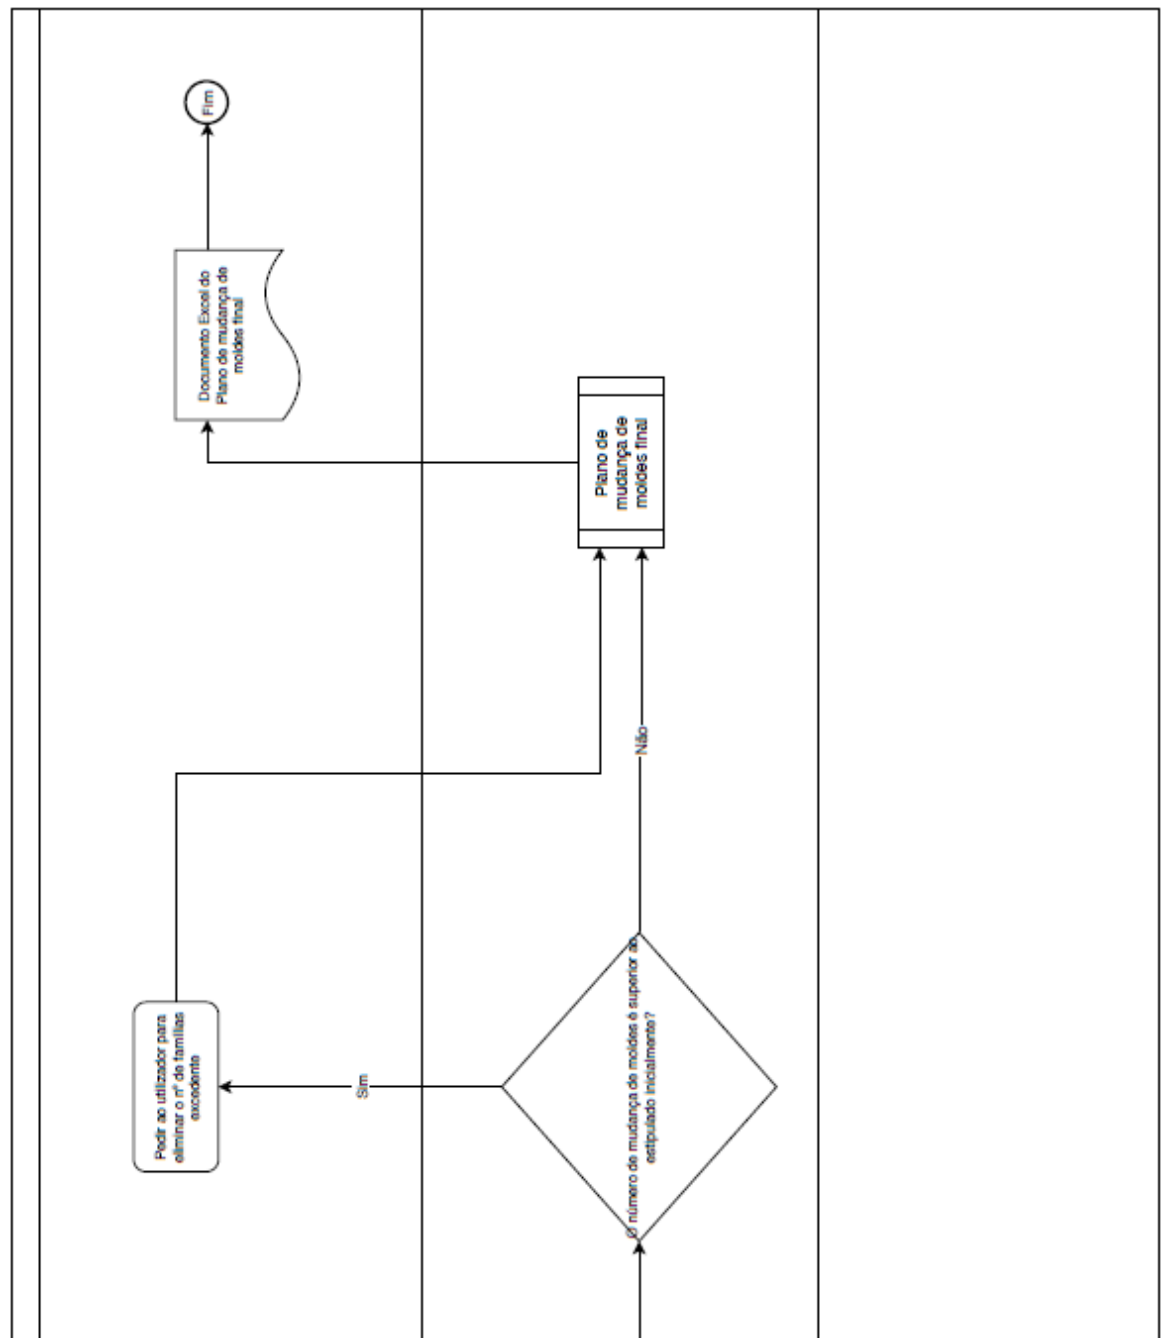 O número de mudança de moldes é superior ao
estipulado inicialmente?
Sim
Pedir ao utilizador para
eliminar o nº de famílias
excedente
Não
Plano de
mudança de
moldes final
Documento Excel do
Plano de mudança de
moldes final
Fim